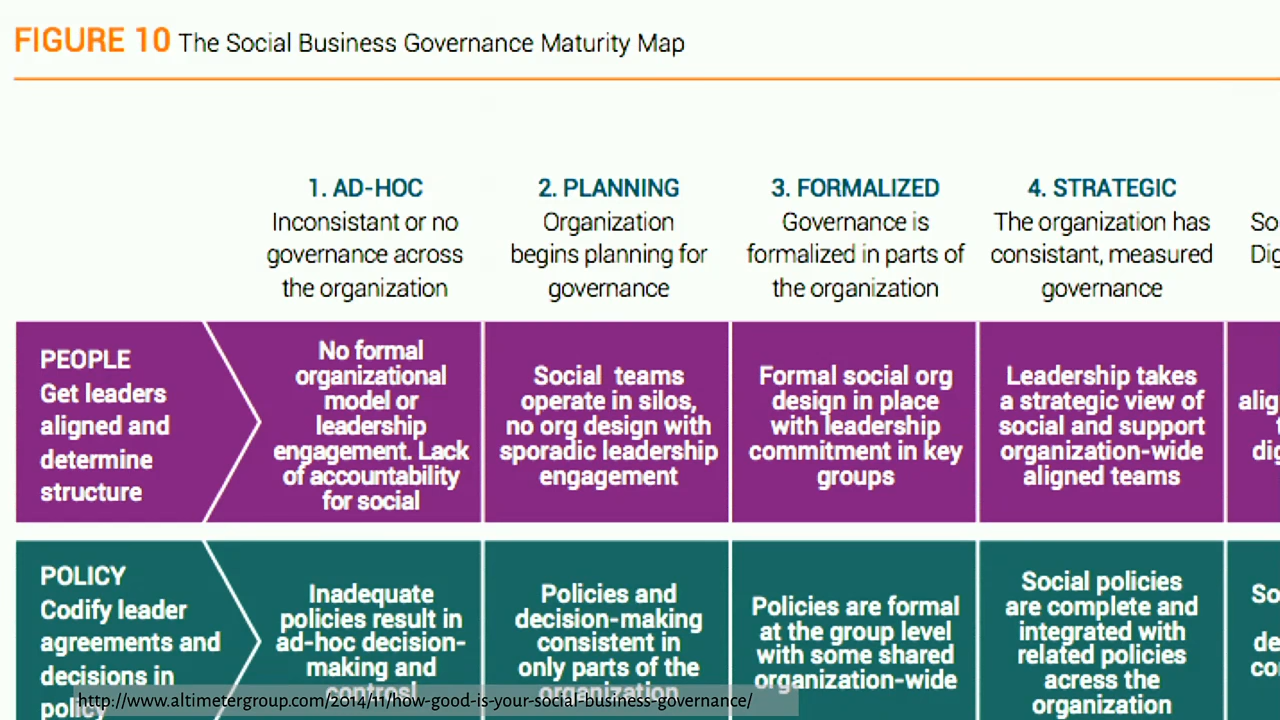 FIGURE 10 The Social Business Governance Maturity Map
1. AD-HOC
Inconsistant or no
governance across
the organization
2. PLANNING
Organization
begins planning for
governance
3. FORMALIZED
Governance is
formalized in parts of
the organization
4. STRATEGIC
The organization has
consistant, measured
governance
PEOPLE
Get leaders
aligned and
determine
structure
No formal
organizational
model or
leadership
engagement. Lack
of accountability
for social
Social teams
operate in silos,
no org design with
sporadic leadership
engagement
Formal social org
design in place
with leadership
commitment in key
groups
Leadership takes
a strategic view of
social and support
organization-wide
aligned teams
POLICY
Codify leader
agreements and
decisions in
policy
Inadequate
policies result in
ad-hoc decision-
making and
Policies and
decision-making
consistent in
only parts of the
organization
Policies are formal
at the group level
with some shared
organization-wide
Social policies
are complete and
integrated with
related policies
across the
organization
http://www.altimetergroup.com/2014/11/how-good-is-your-social-business-governance/